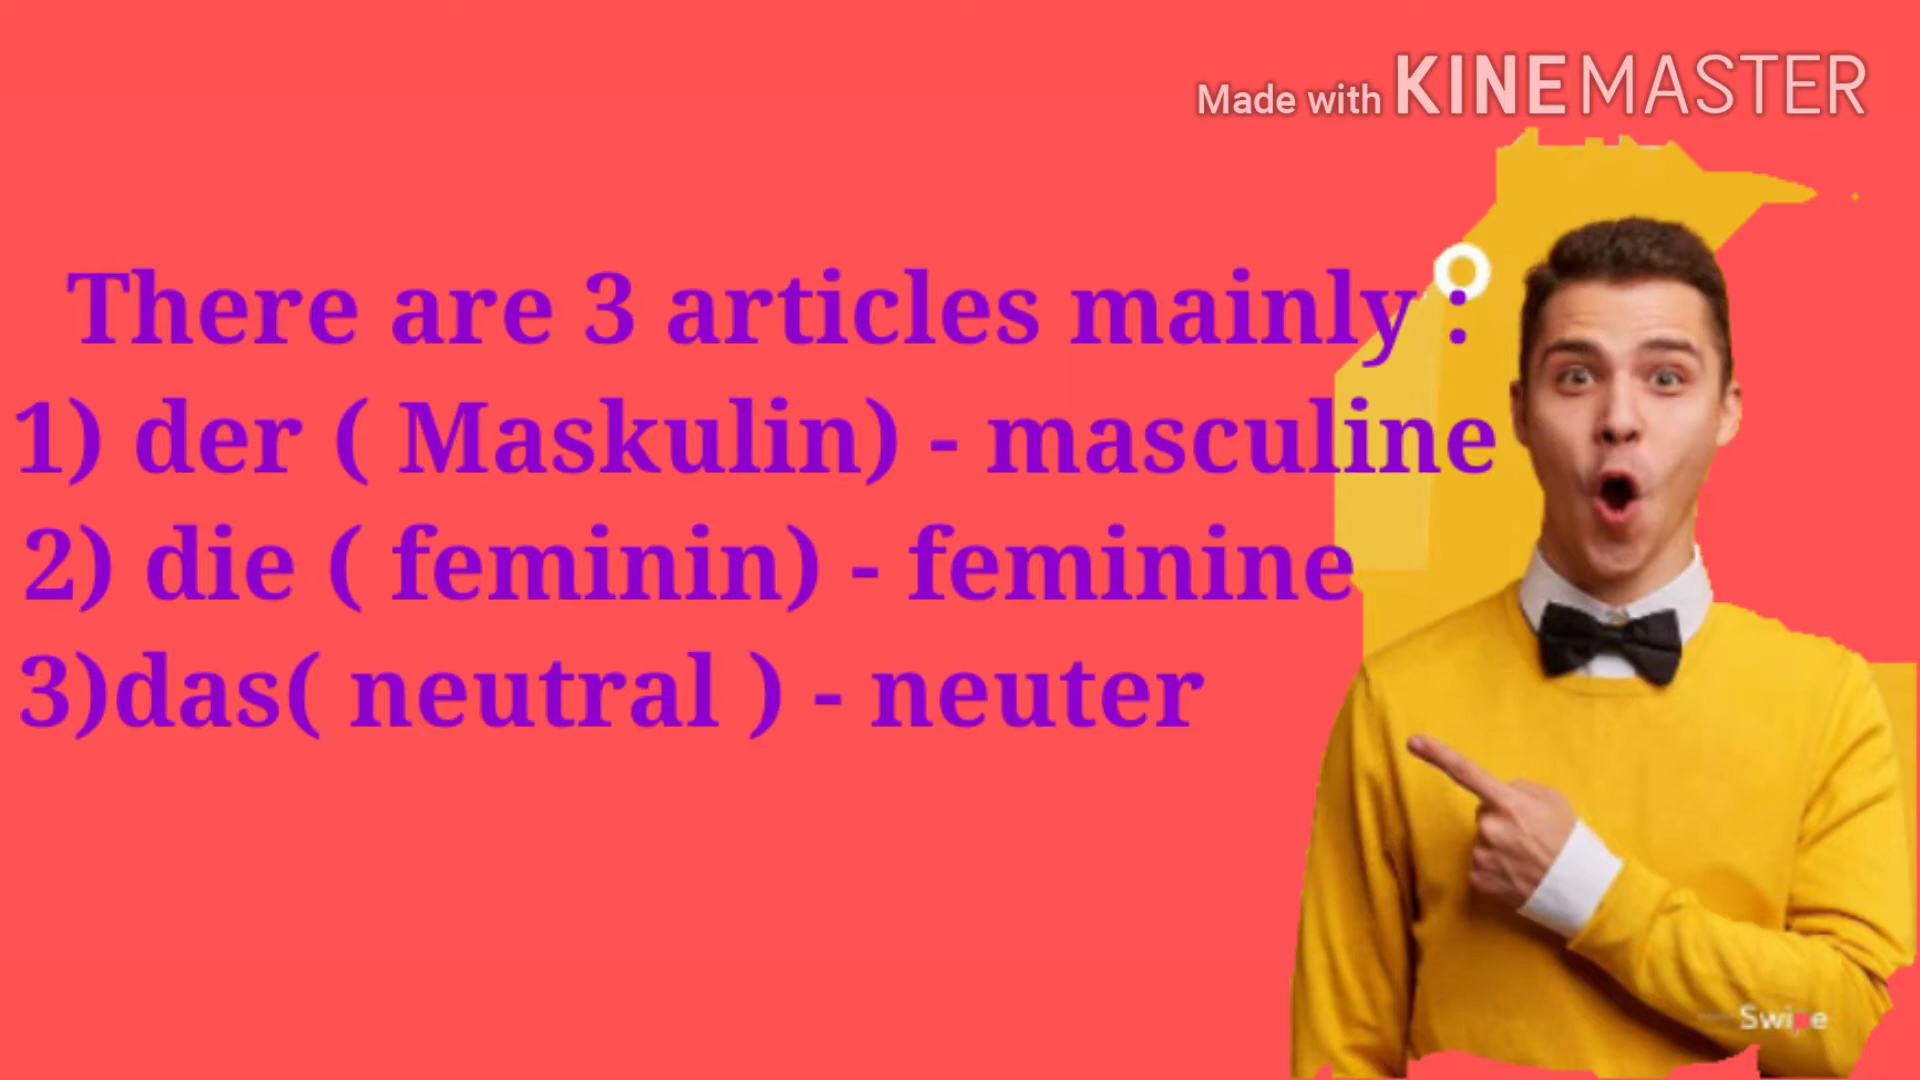 Made with KINEMASTER
There are 3 articles mainly :
1) der ( Maskulin) - masculine
2) die ( feminin) - feminine
3)das( neutral ) - neuter
Swipe